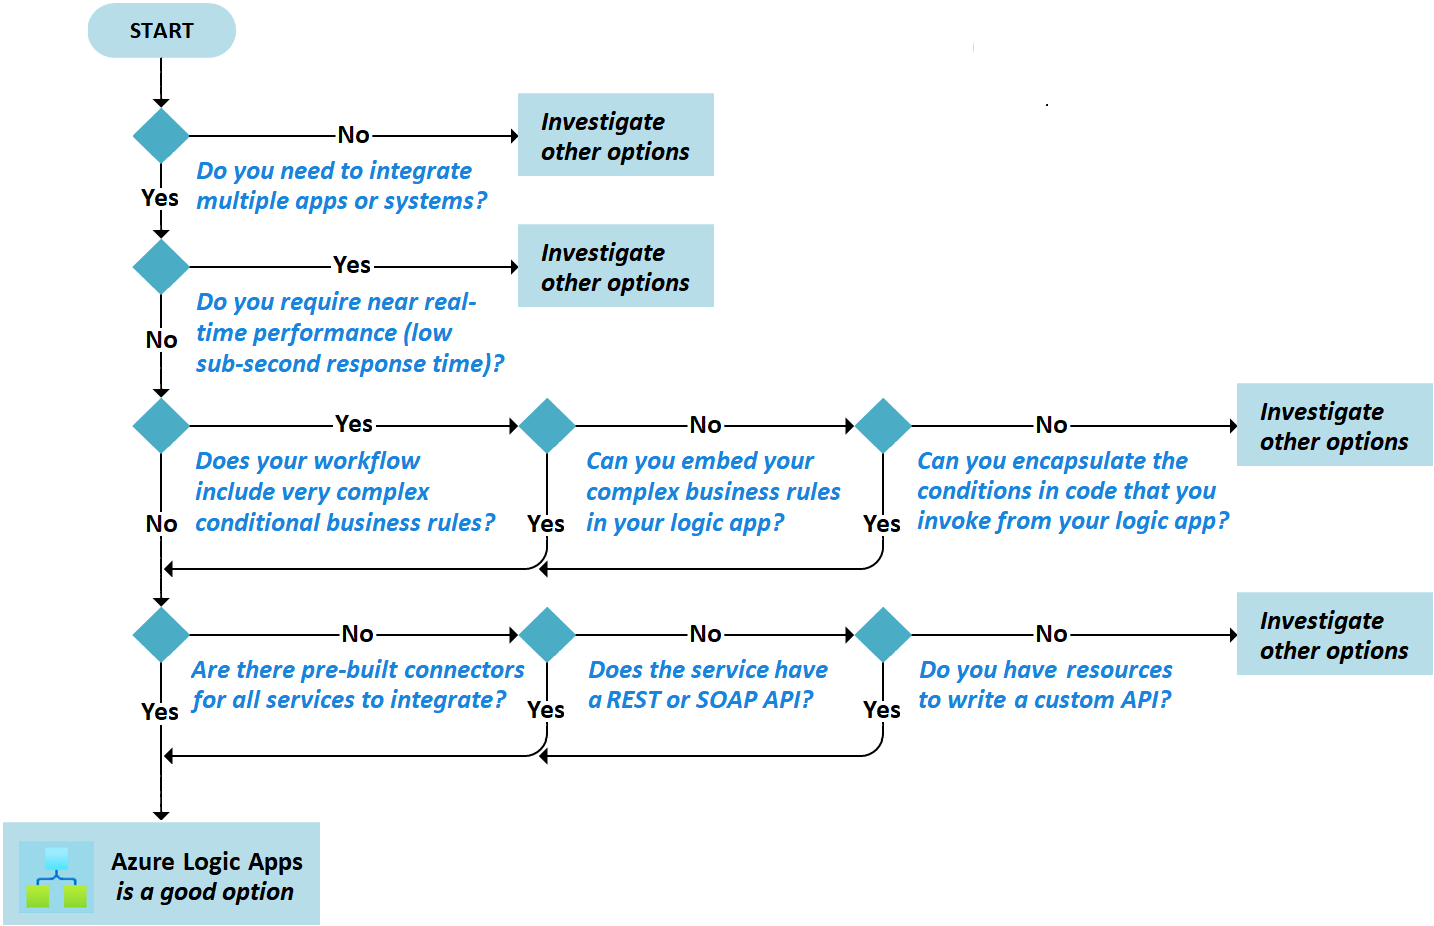 START
No
Investigate
other options
Do you need to integrate
multiple apps or systems?
Yes
Yes
Investigate
other options
Do you require near real-
time performance (low
sub-second response time)?
No
Yes
No
No
Investigate
other options
Does your workflow
include very complex
conditional business rules?
No
Can you embed your
complex business rules
in your logic app?
Yes
Can you encapsulate the
conditions in code that you
invoke from your logic app?
Yes
No
No
No
Investigate
other options
Are there pre-built connectors
for all services to integrate?
Yes
Does the service have
a REST or SOAP API?
Yes
Do you have resources
to write a custom API?
Yes
Azure Logic Apps
is a good option